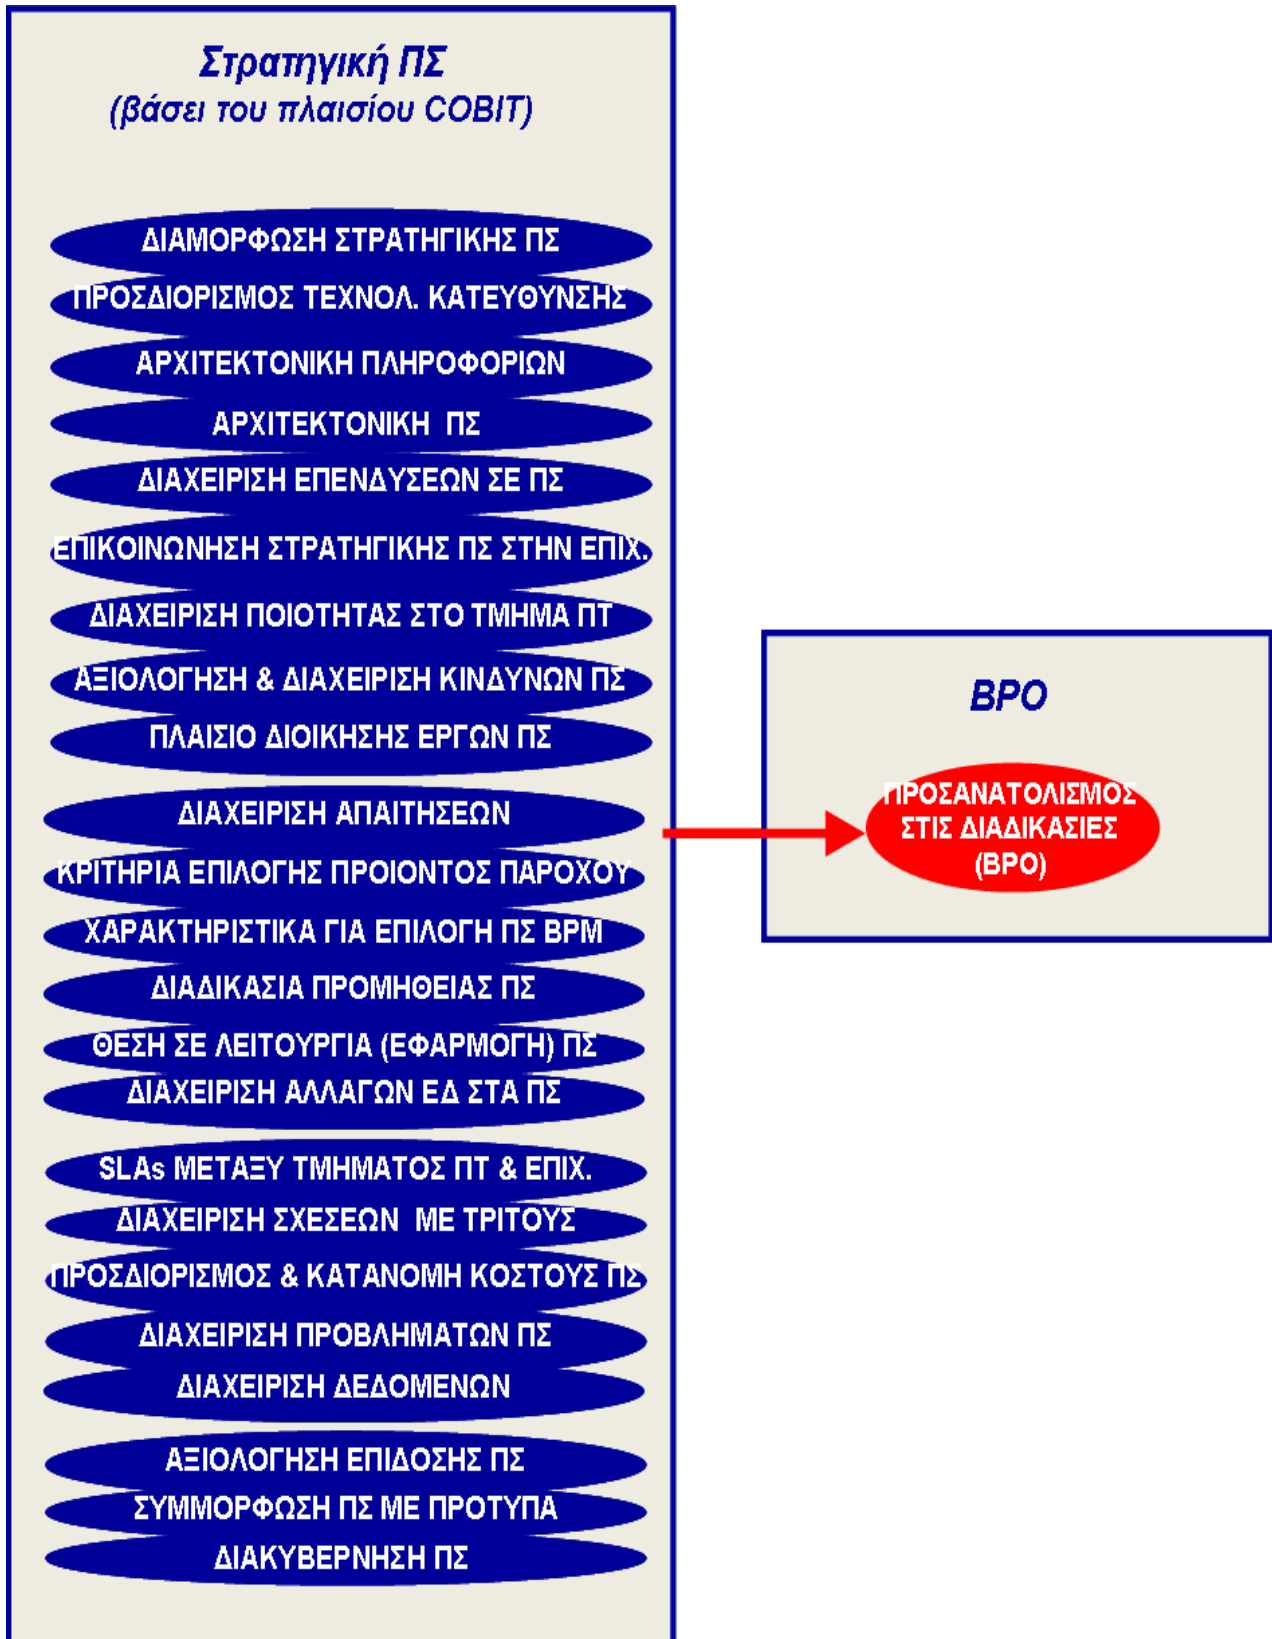 Στρατηγική ΠΣ
(βάσει του πλαισίου COBIT)
ΔΙΑΜΟΡΦΩΣΗ ΣΤΡΑΤΗΓΙΚΗΣ ΠΣ
ΠΡΟΣΔΙΟΡΙΣΜΟΣ ΤΕΧΝΟΛ. ΚΑΤΕΥΘΥΝΣΗΣ
ΑΡΧΙΤΕΚΤΟΝΙΚΗ ΠΛΗΡΟΦΟΡΙΩΝ
ΑΡΧΙΤΕΚΤΟΝΙΚΗ ΠΣ
ΔΙΑΧΕΙΡΙΣΗ ΕΠΕΝΔΥΣΕΩΝ ΣΕ ΠΣ
ΕΠΙΚΟΙΝΩΝΗΣΗ ΣΤΡΑΤΗΓΙΚΗΣ ΠΣ ΣΤΗΝ ΕΠΙΧ.
ΔΙΑΧΕΙΡΙΣΗ ΠΟΙΟΤΗΤΑΣ ΣΤΟ ΤΜΗΜΑ ΠΤ
ΑΞΙΟΛΟΓΗΣΗ & ΔΙΑΧΕΙΡΙΣΗ ΚΙΝΔΥΝΩΝ ΠΣ
ΠΛΑΙΣΙΟ ΔΙΟΙΚΗΣΗΣ ΕΡΓΩΝ ΠΣ
ΔΙΑΧΕΙΡΙΣΗ ΑΠΑΙΤΗΣΕΩΝ
ΚΡΙΤΗΡΙΑ ΕΠΙΛΟΓΗΣ ΠΡΟΙΟΝΤΟΣ ΠΑΡΟΧΟΥ
ΧΑΡΑΚΤΗΡΙΣΤΙΚΑ ΓΙΑ ΕΠΙΛΟΓΗ ΠΣ BPM
ΔΙΑΔΙΚΑΣΙΑ ΠΡΟΜΗΘΕΙΑΣ ΠΣ
ΘΕΣΗ ΣΕ ΛΕΙΤΟΥΡΓΙΑ (ΕΦΑΡΜΟΓΗ) ΠΣ
ΔΙΑΧΕΙΡΙΣΗ ΑΛΛΑΓΩΝ ΕΔ ΣΤΑ ΠΣ
SLAs ΜΕΤΑΞΥ ΤΜΗΜΑΤΟΣ ΠΤ & ΕΠΙΧ.
ΔΙΑΧΕΙΡΙΣΗ ΣΧΕΣΕΩΝ ΜΕ ΤΡΙΤΟΥΣ
ΠΡΟΣΔΙΟΡΙΣΜΟΣ & ΚΑΤΑΝΟΜΗ ΚΟΣΤΟΥΣ ΠΣ
ΔΙΑΧΕΙΡΙΣΗ ΠΡΟΒΛΗΜΑΤΩΝ ΠΣ
ΔΙΑΧΕΙΡΙΣΗ ΔΕΔΟΜΕΝΩΝ
ΑΞΙΟΛΟΓΗΣΗ ΕΠΙΔΟΣΗΣ ΠΣ
ΣΥΜΜΟΡΦΩΣΗ ΠΣ ΜΕ ΠΡΟΤΥΠΑ
ΔΙΑΚΥΒΕΡΝΗΣΗ ΠΣ
BPO
ΠΡΟΣΑΝΑΤΟΛΙΣΜΟΣ
ΣΤΙΣ ΔΙΑΔΙΚΑΣΙΕΣ
(BPO)